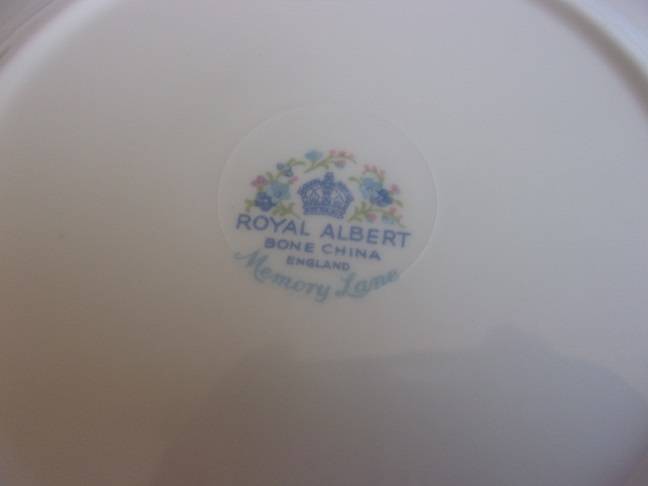 ROYAL ALBERT
BONE CHINA
ENGLAND
Memory Lane